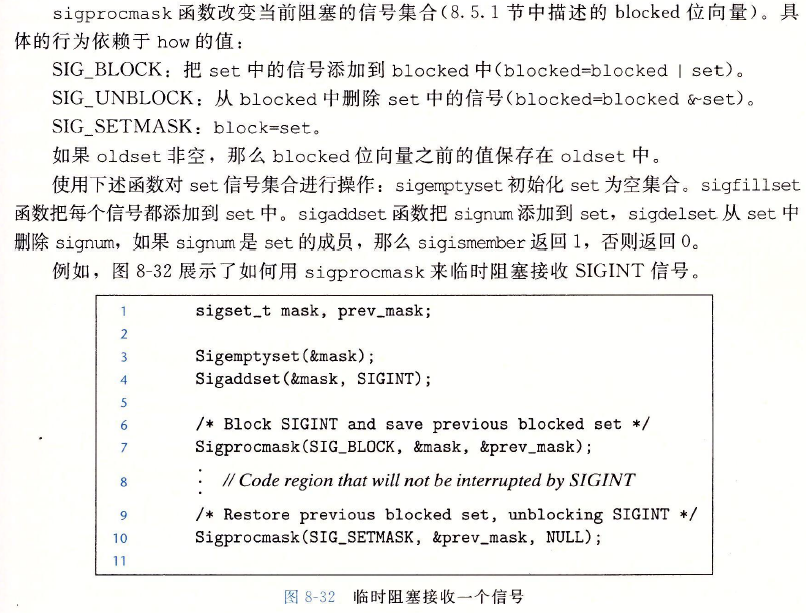 sigprocmask 函数改变当前阻塞的信号集合(8.5.1 节中描述的 blocked 位向量)。具
体的行为依赖于 how 的值:
SIG_BLOCK:把 set 中的信号添加到 blocked 中(blocked=blocked | set)。
SIG_UNBLOCK:从 blocked 中删除 set 中的信号(blocked=blocked &~set)。
SIG_SETMASK:block=set。
如果 oldset 非空,那么 blocked 位向量之前的值保存在 oldset 中。
使用下述函数对 set 信号集合进行操作:sigemptyset 初始化 set 为空集合。sigfillset
函数把每个信号都添加到 set 中。sigaddset 函数把 signum 添加到 set,sigdelset 从 set 中
删除 signum,如果 signum 是 set 的成员,那么 sigismember 返回 1,否则返回 0。
例如,图 8-32 展示了如何用 sigprocmask 来临时阻塞接收 SIGINT 信号。
1 sigset_t mask, prev_mask;
2
3 Sigemptyset(&mask);
4 Sigaddset(&mask, SIGINT);
5
6 /* Block SIGINT and save previous blocked set */
7 Sigprocmask(SIG_BLOCK, &mask, &prev_mask);
8 ⋮ // Code region that will not be interrupted by SIGINT
9 /* Restore previous blocked set, unblocking SIGINT */
10 Sigprocmask(SIG_SETMASK, &prev_mask, NULL);
11
图 8-32 临时阻塞接收一个信号